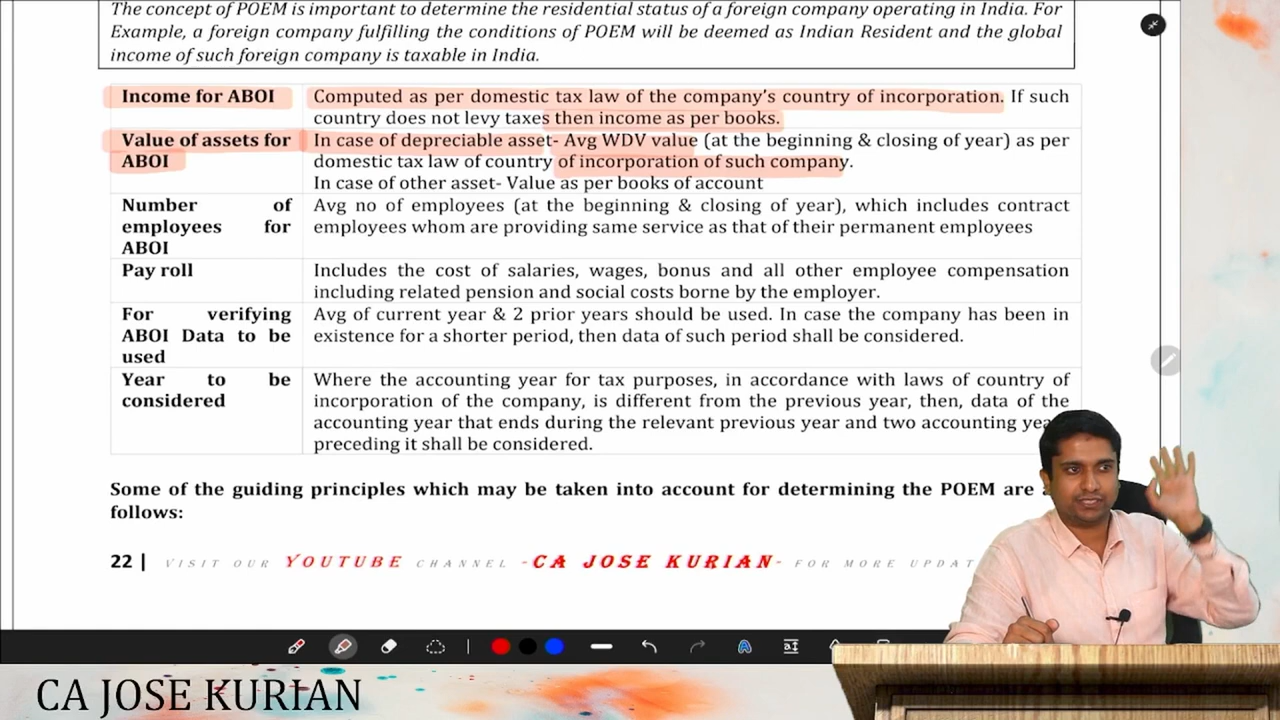 The concept of POEM is important to determine the residential status of a foreign company operating in India. For
Example, a foreign company fulfilling the conditions of POEM will be deemed as Indian Resident and the global
income of such foreign company is taxable in India.
Income for ABOI
Computed as per domestic tax law of the company's country of incorporation. If such
country does not levy taxes then income as per books.
Value of assets for
ABOI
In case of depreciable asset- Avg WDV value (at the beginning & closing of year) as per
domestic tax law of country of incorporation of such company.
In case of other asset- Value as per books of account
Number of
employees for
ABOI
Avg no of employees (at the beginning & closing of year), which includes contract
employees whom are providing same service as that of their permanent employees
Pay roll
Includes the cost of salaries, wages, bonus and all other employee compensation
including related pension and social costs borne by the employer.
For verifying
ABOI Data to be
used
Avg of current year & 2 prior years should be used. In case the company has been in
existence for a shorter period, then data of such period shall be considered.
Year to be
considered
Where the accounting year for tax purposes, in accordance with laws of country of
incorporation of the company, is different from the previous year, then, data of the
accounting year that ends during the relevant previous year and two accounting
preceding it shall be considered.
Some of the guiding principles which may be taken into account for determining the POEM are
follows:
22 | VISIT OUR YOUTUBE CHANNEL -CA JOSE KURIAN- FOR MORE
CA JOSE KURIAN